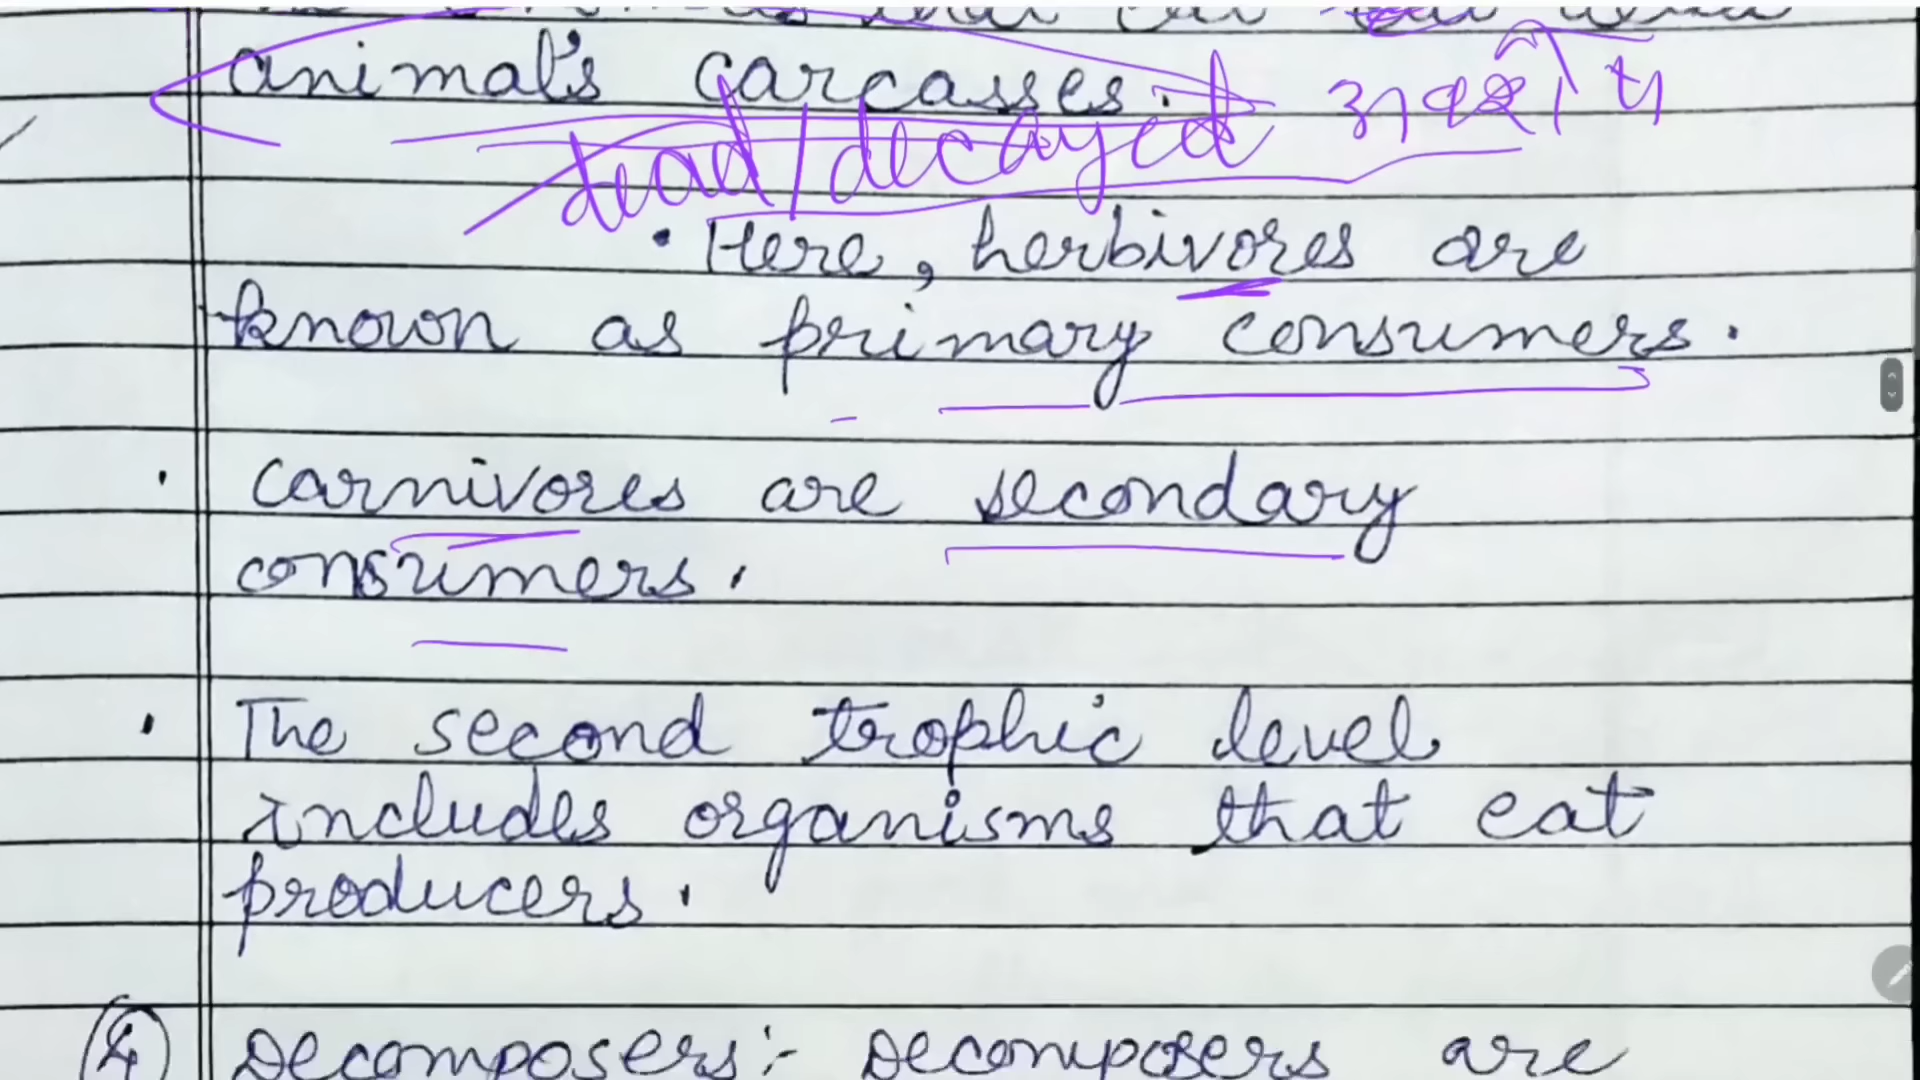 animal's carcasses.
dead/decayed
• Here, herbivores are
known as primary consumers.
• Carnivores are secondary
consumers.
• The second trophic level
includes organisms that eat
producers.
④ Decomposers:- Decomposers are